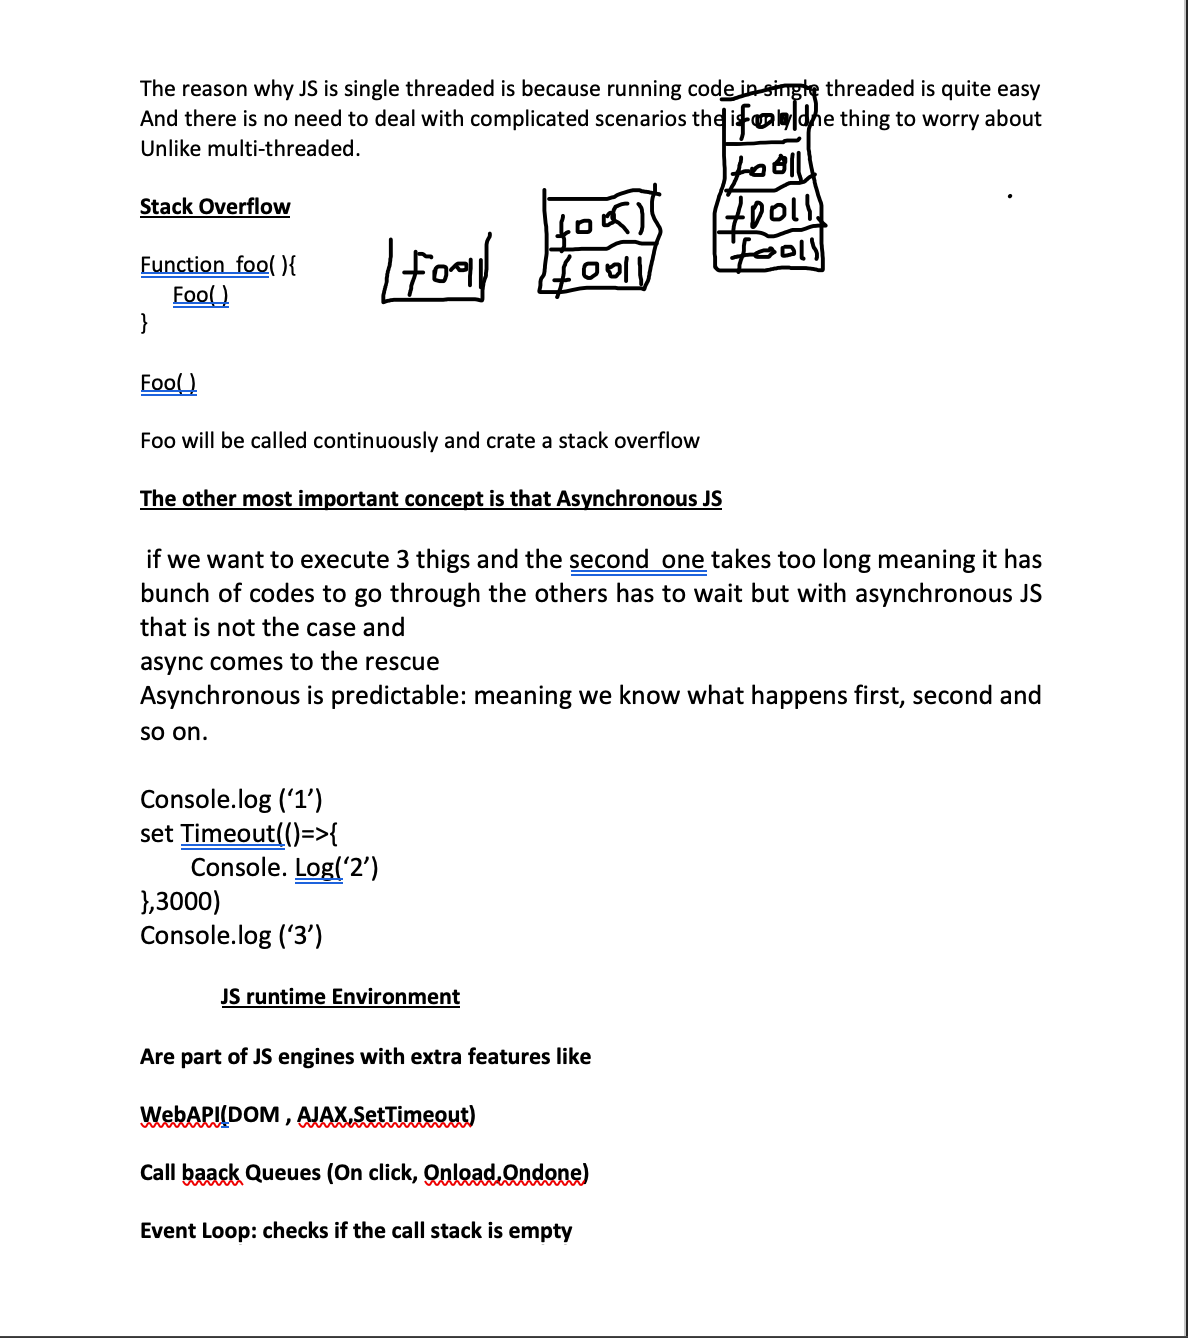 The reason why JS is single threaded is because running code in single threaded is quite easy
And there is no need to deal with complicated scenarios the is only one thing to worry about
Unlike multi-threaded.
foo()
foo()
foo()
foo()
Stack Overflow
foo()
foo()
foo()
Function foo( ){
Foo( )
}
Foo( )
Foo will be called continuously and crate a stack overflow
The other most important concept is that Asynchronous JS
if we want to execute 3 thigs and the second one takes too long meaning it has
bunch of codes to go through the others has to wait but with asynchronous JS
that is not the case and
async comes to the rescue
Asynchronous is predictable: meaning we know what happens first, second and
so on.
Console.log (‘1’)
set Timeout(()=>{
Console. Log(‘2’)
},3000)
Console.log (‘3’)
JS runtime Environment
Are part of JS engines with extra features like
WebAPI(DOM , AJAX,SetTimeout)
Call baack Queues (On click, Onload,Ondone)
Event Loop: checks if the call stack is empty